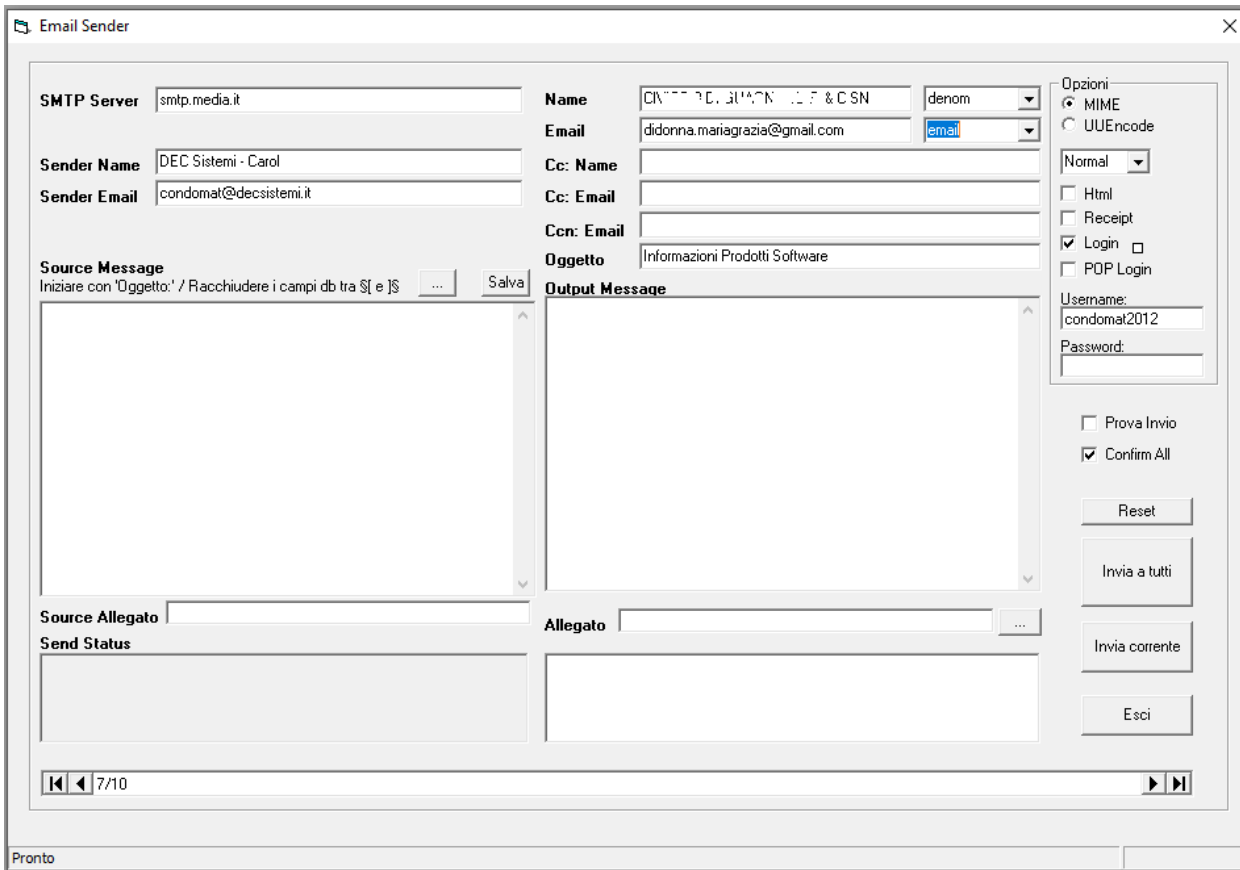 Email Sender
SMTP Server smtp.media.it
Sender Name DEC Sistemi - Carol
Sender Email condomat@decsistemi.it
Source Message
Iniziare con 'Oggetto:' / Racchiudere i campi db tra §[ e ]§ ... Salva
Name & denom
Email didonna.mariagrazia@gmail.com email
Cc: Name
Cc: Email
Ccn: Email
Oggetto Informazioni Prodotti Software
Output Message
Opzioni
MIME
UUEncode
Normal
Html
Receipt
Login
POP Login
Username:
condomat2012
Password:
Prova Invio
Confirm All
Reset
Invia a tutti
Invia corrente
Esci
Source Allegato
Send Status
Allegato ...
7/10
Pronto